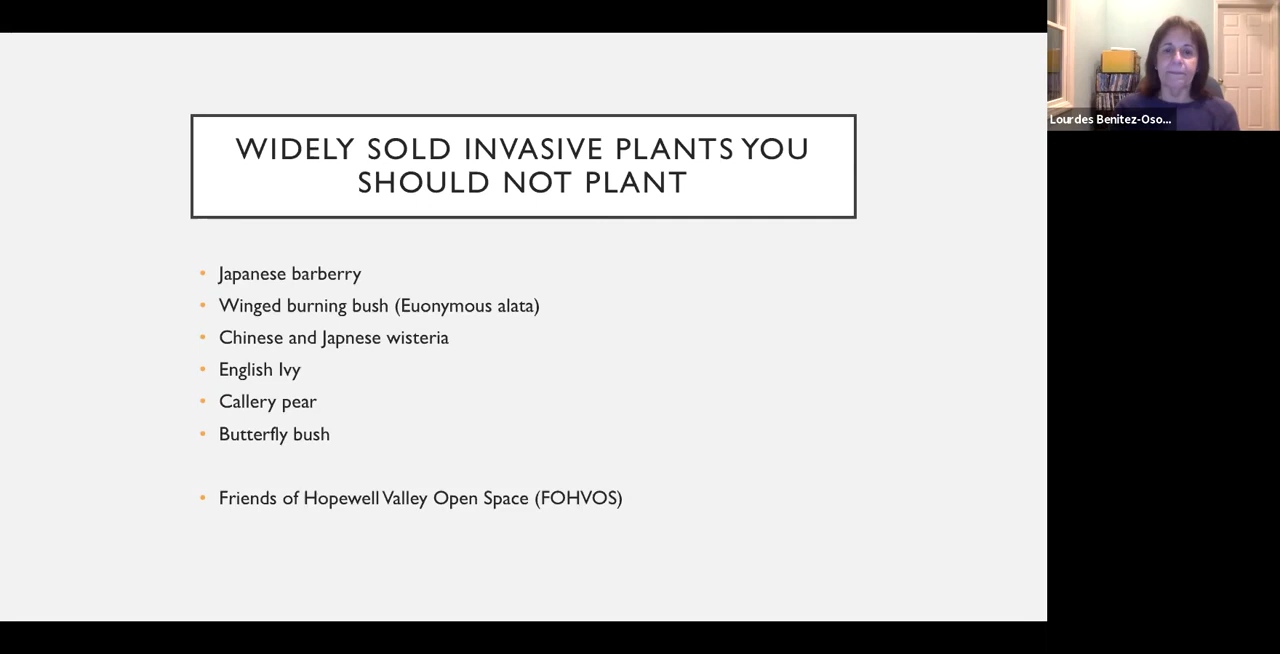 WIDELY SOLD INVASIVE PLANTS YOU
SHOULD NOT PLANT
• Japanese barberry
• Winged burning bush (Euonymous alata)
• Chinese and Japnese wisteria
• English Ivy
• Callery pear
• Butterfly bush
• Friends of Hopewell Valley Open Space (FOHVOS)
Lourdes Benitez-Oso...